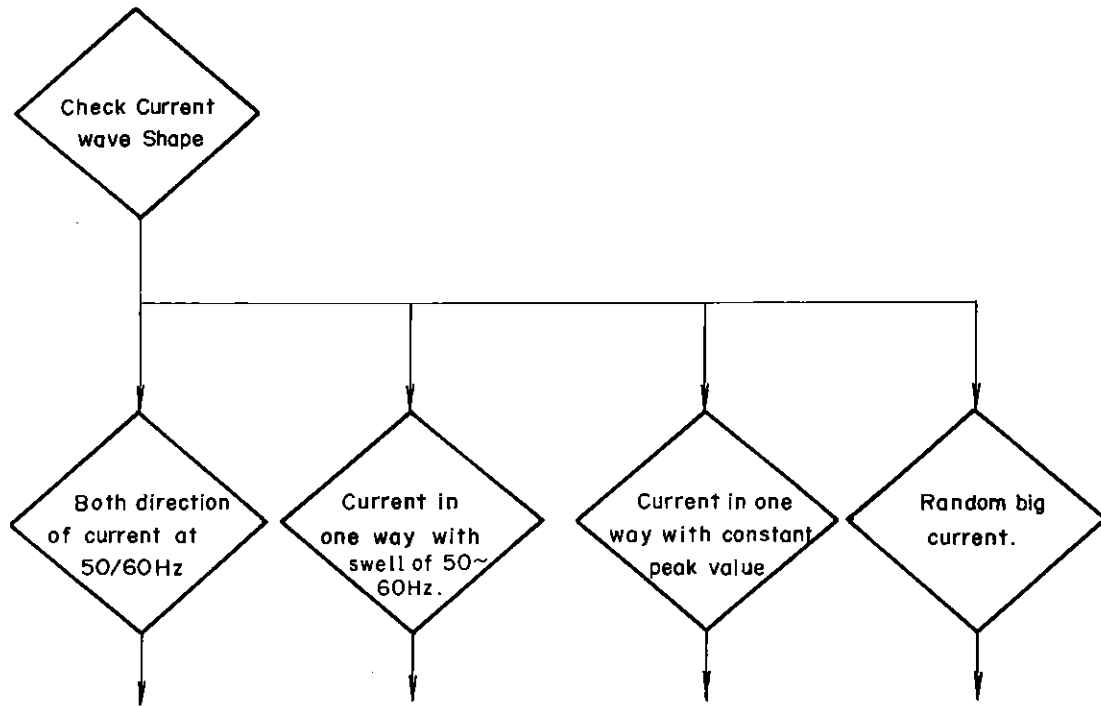 Check Current
wave Shape
Both direction
of current at
50/60Hz
Current in
one way with
swell of 50~
60Hz.
Current in one
way with constant
peak value
Random big
current.